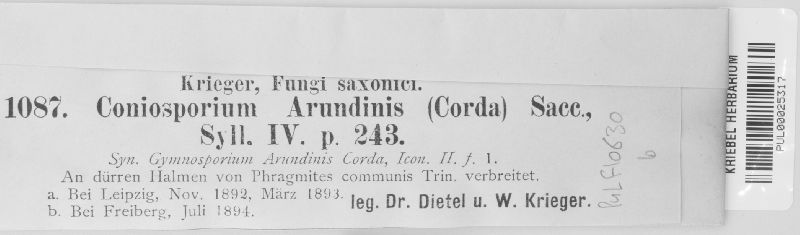 Krieger, Fungi saxonici.
1087. Coniosporium Arundinis (Corda) Sacc.,
Syll. IV. p. 243.
Syn. Gymnosporium Arundinis Corda, Icon. II. f. 1.
An dürren Halmen von Phragmites communis Trin. verbreitet.
a. Bei Leipzig, Nov. 1892, März 1893.
b. Bei Freiberg, Juli 1894.
leg. Dr. Dietel u. W. Krieger.
PULF10630
b
KRIEBEL HERBARIUM
PUL00025317